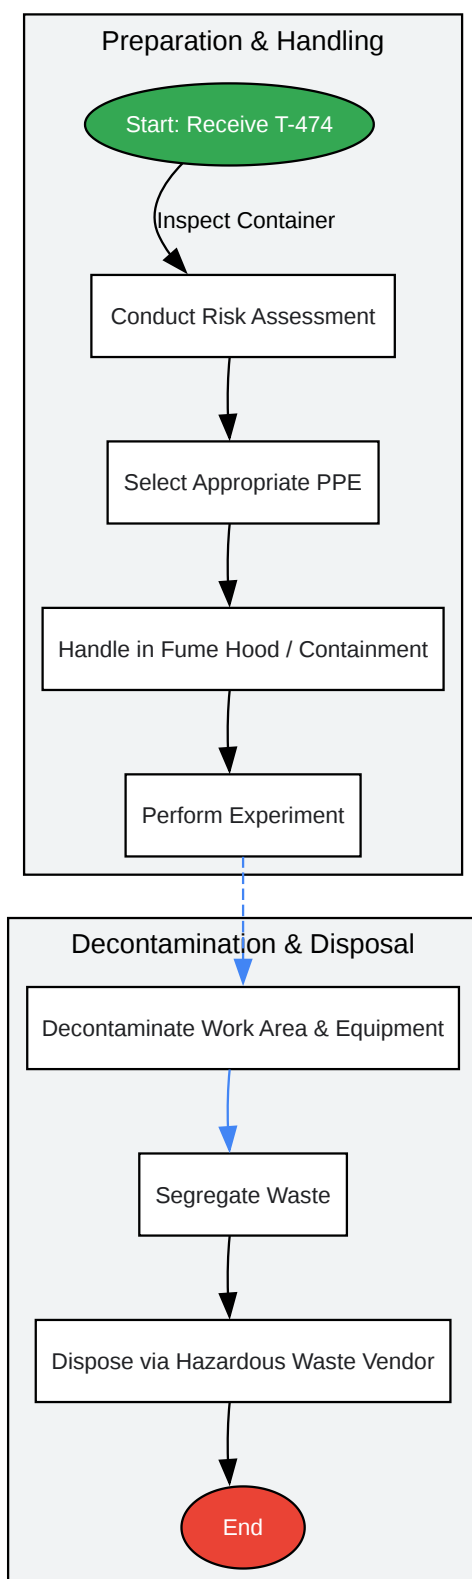 Preparation & Handling
Start: Receive T-474
Inspect Container
Conduct Risk Assessment
Select Appropriate PPE
Handle in Fume Hood / Containment
Perform Experiment
Decontamination & Disposal
Decontaminate Work Area & Equipment
Segregate Waste
Dispose via Hazardous Waste Vendor
End